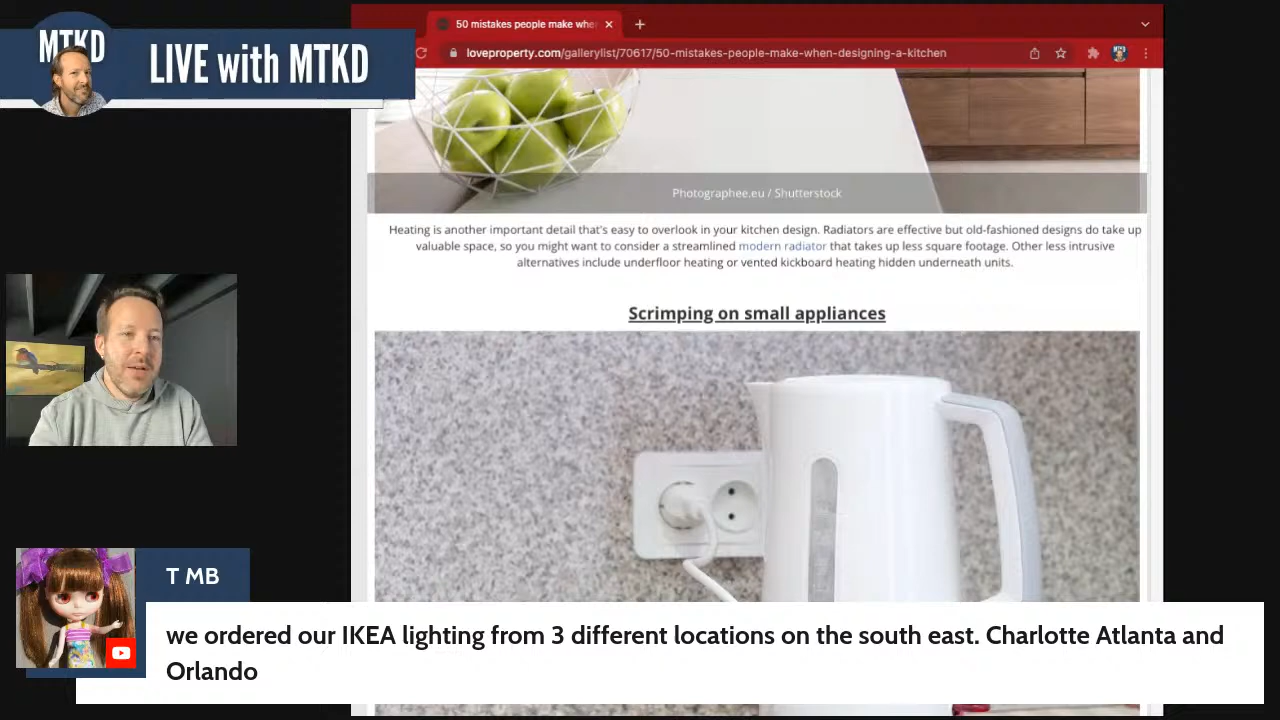 MTKD
LIVE with MTKD
50 mistakes people make whe
loveproperty.com/gallerylist/70617/50-mistakes-people-make-when-designing-a-kitchen
Photographee.eu / Shutterstock
Heating is another important detail that's easy to overlook in your kitchen design. Radiators are effective but old-fashioned designs do take up
valuable space, so you might want to consider a streamlined modern radiator that takes up less square footage. Other less intrusive
alternatives include underfloor heating or vented kickboard heating hidden underneath units.
Scrimping on small appliances
T MB
we ordered our IKEA lighting from 3 different locations on the south east. Charlotte Atlanta and
Orlando